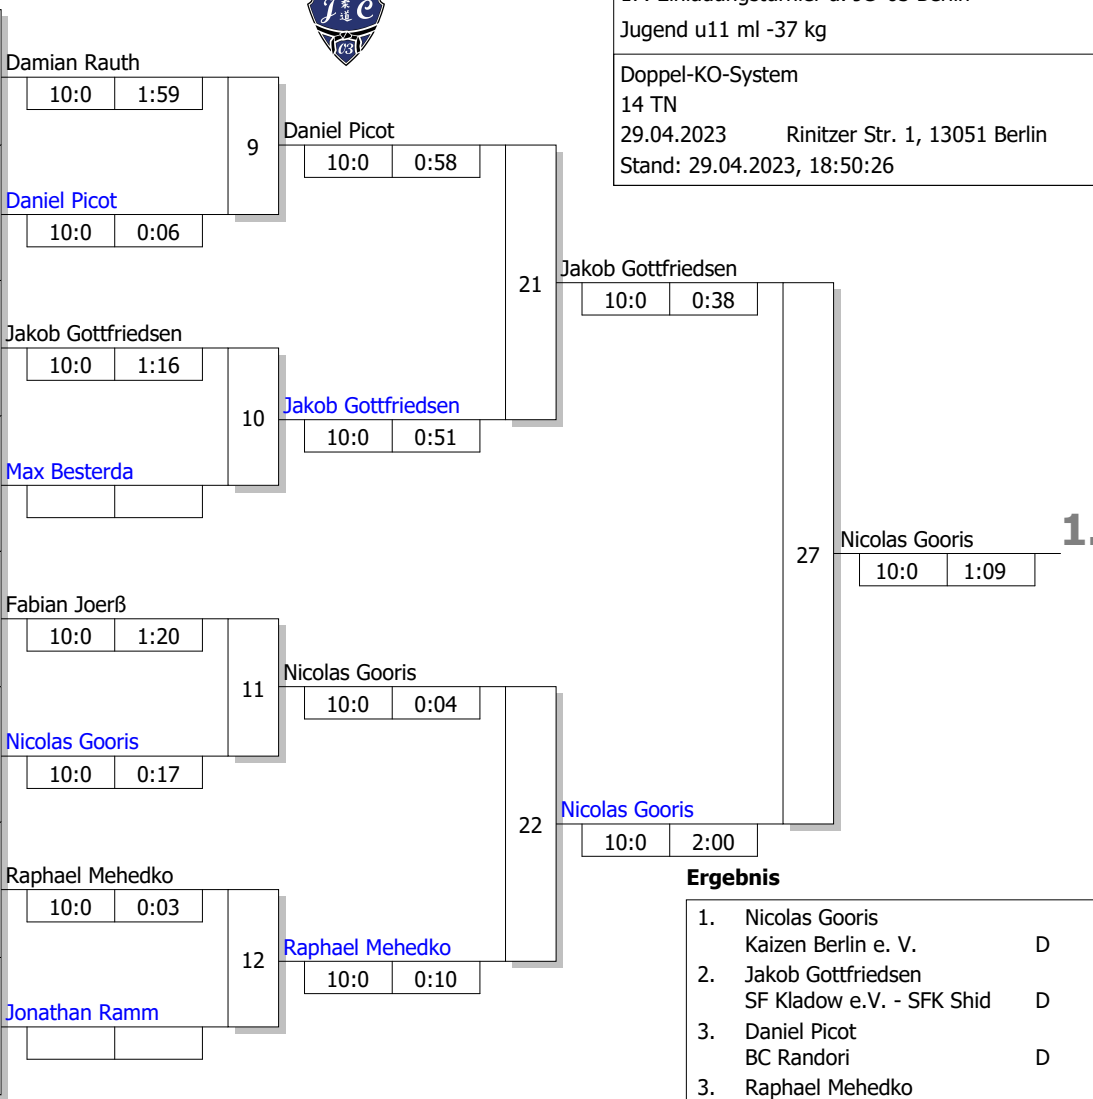 柔道
J C
03
Jugend u11 ml -37 kg
Doppel-KO-System
14 TN
29.04.2023 Rinitzer Str. 1, 13051 Berlin
Stand: 29.04.2023, 18:50:26
Damian Rauth
10:0 1:59
9
Daniel Picot
10:0 0:58
Daniel Picot
10:0 0:06
21
Jakob Gottfriedsen
10:0 0:38
Jakob Gottfriedsen
10:0 1:16
10
Jakob Gottfriedsen
10:0 0:51
Max Besterda
27
Nicolas Gooris
10:0 1:09
1.
Fabian Joerß
10:0 1:20
11
Nicolas Gooris
10:0 0:04
Nicolas Gooris
10:0 0:17
22
Nicolas Gooris
10:0 2:00
Raphael Mehedko
10:0 0:03
12
Raphael Mehedko
10:0 0:10
Jonathan Ramm
Ergebnis
1. Nicolas Gooris
Kaizen Berlin e. V. D
2. Jakob Gottfriedsen
SF Kladow e.V. - SFK Shid D
3. Daniel Picot
BC Randori D
3. Raphael Mehedko